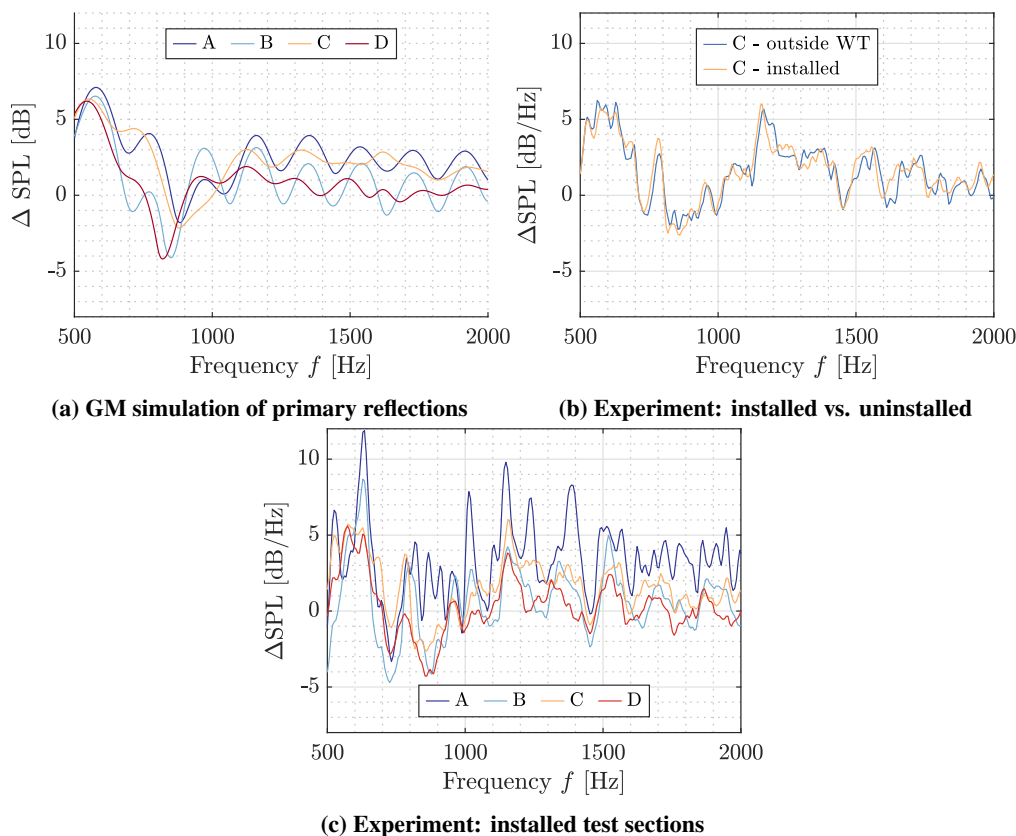 10
5
0
-5
Δ SPL [dB]
A B C D
500 1000 1500 2000
Frequency f [Hz]
(a) GM simulation of primary reflections
10
5
0
-5
ΔSPL [dB/Hz]
C - outside WT
C - installed
500 1000 1500 2000
Frequency f [Hz]
(b) Experiment: installed vs. uninstalled
10
5
0
-5
ΔSPL [dB/Hz]
A B C D
500 1000 1500 2000
Frequency f [Hz]
(c) Experiment: installed test sections